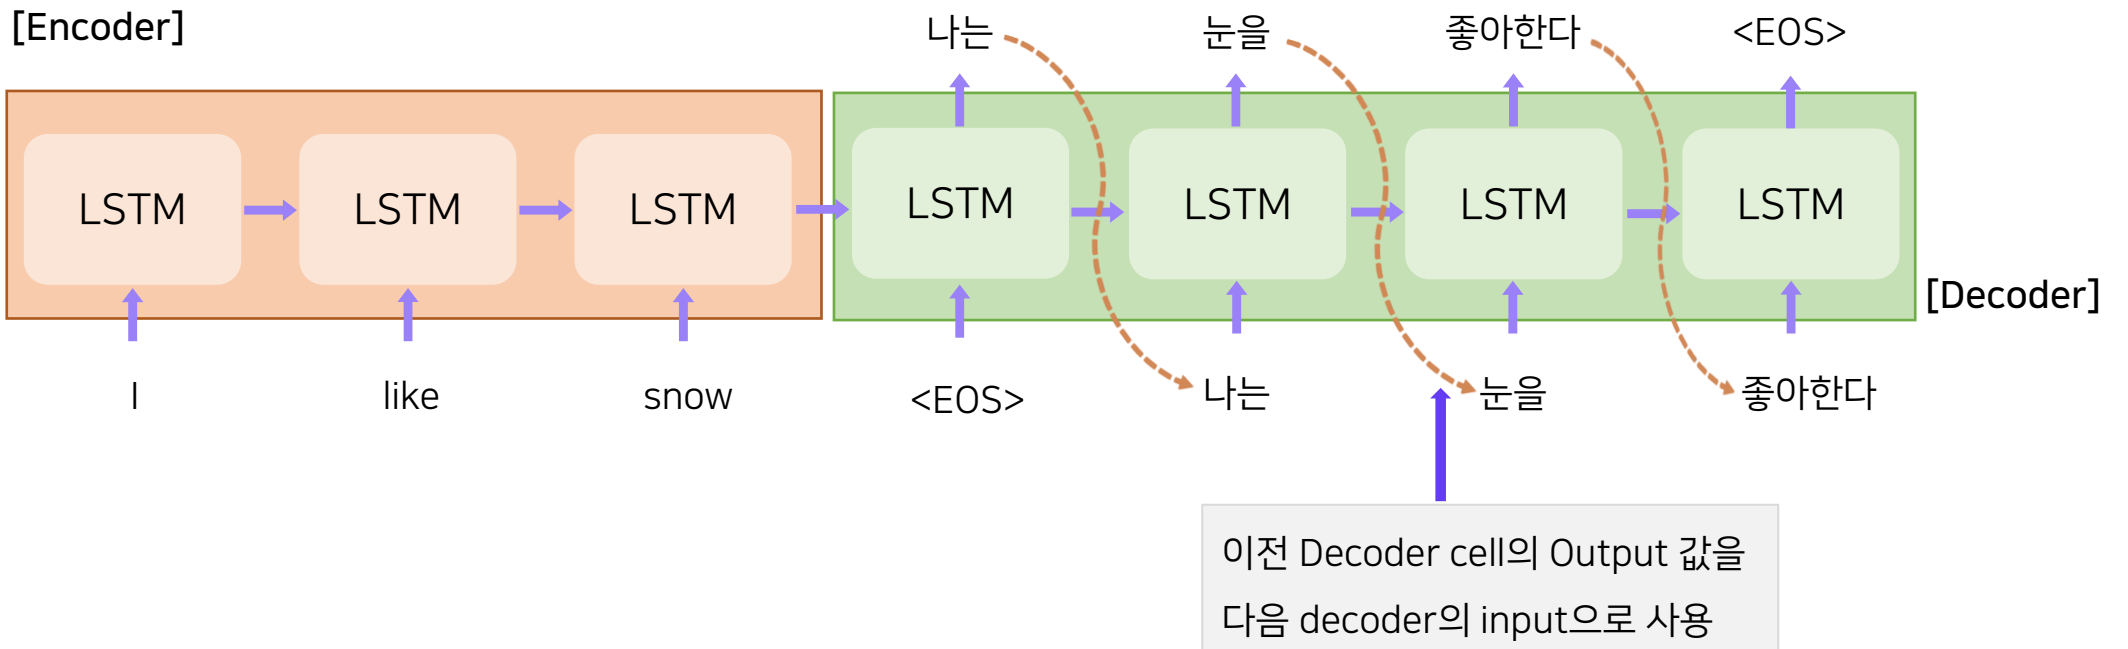 [Encoder]
나는 눈을 좋아한다 <EOS>
LSTM LSTM LSTM LSTM LSTM LSTM LSTM
[Decoder]
I like snow <EOS> 나는 눈을 좋아한다
이전 Decoder cell의 Output 값을
다음 decoder의 input으로 사용